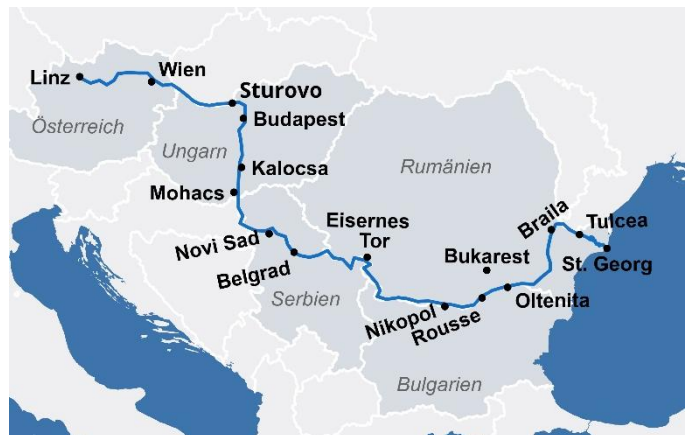 Linz
Wien
Sturovo
Österreich
Budapest
Ungarn
Kalocsa
Rumänien
Mohacs
Eisernes
Tor
Braila
Tulcea
Novi Sad
Bukarest
St. Georg
Belgrad
Oltenita
Serbien
Nikopol
Rousse
Bulgarien